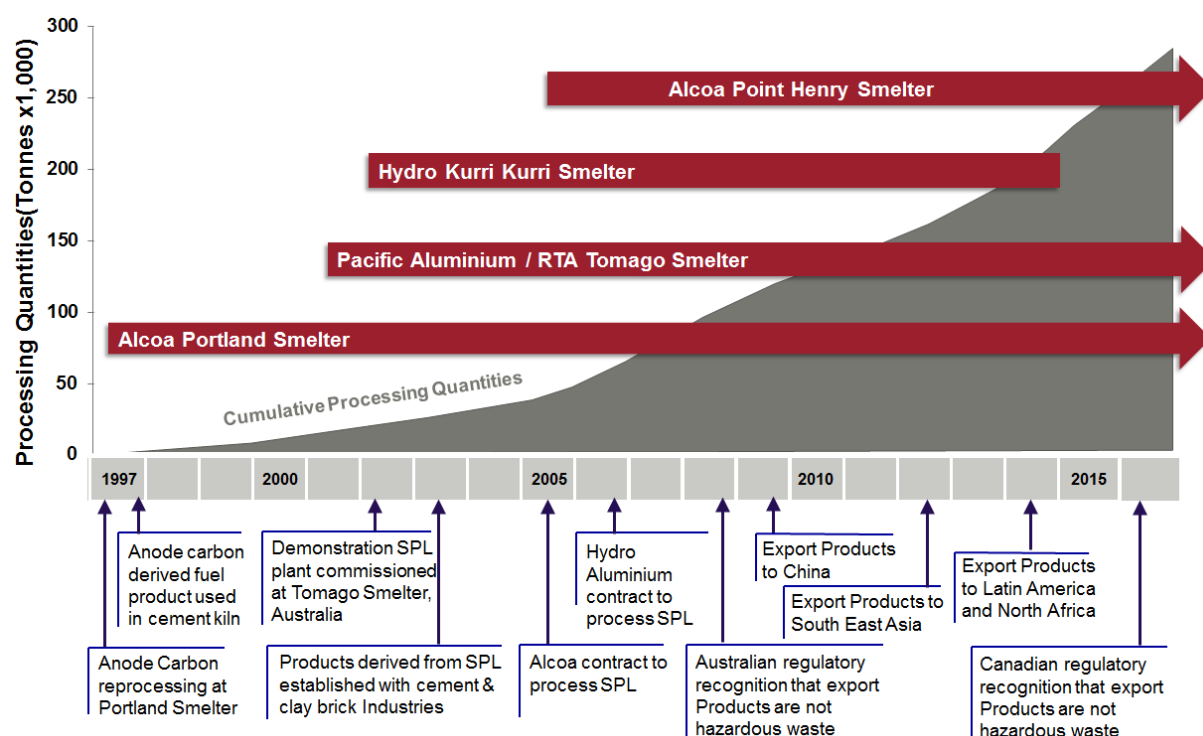 Processing Quantities(Tonnes x1,000)
300
250
200
150
100
50
0
Alcoa Point Henry Smelter
Hydro Kurri Kurri Smelter
Pacific Aluminium / RTA Tomago Smelter
Alcoa Portland Smelter
Cumulative Processing Quantities
1997
2000
2005
2010
2015
Anode carbon
derived fuel
product used
in cement kiln
Demonstration SPL
plant commissioned
at Tomago Smelter,
Australia
Hydro
Aluminium
contract to
process SPL
Export Products
to China
Export Products to
South East Asia
Export Products
to Latin America
and North Africa
Anode Carbon
reprocessing at
Portland Smelter
Products derived from SPL
established with cement &
clay brick Industries
Alcoa contract to
process SPL
Australian regulatory
recognition that export
Products are not
hazardous waste
Canadian regulatory
recognition that export
Products are not
hazardous waste